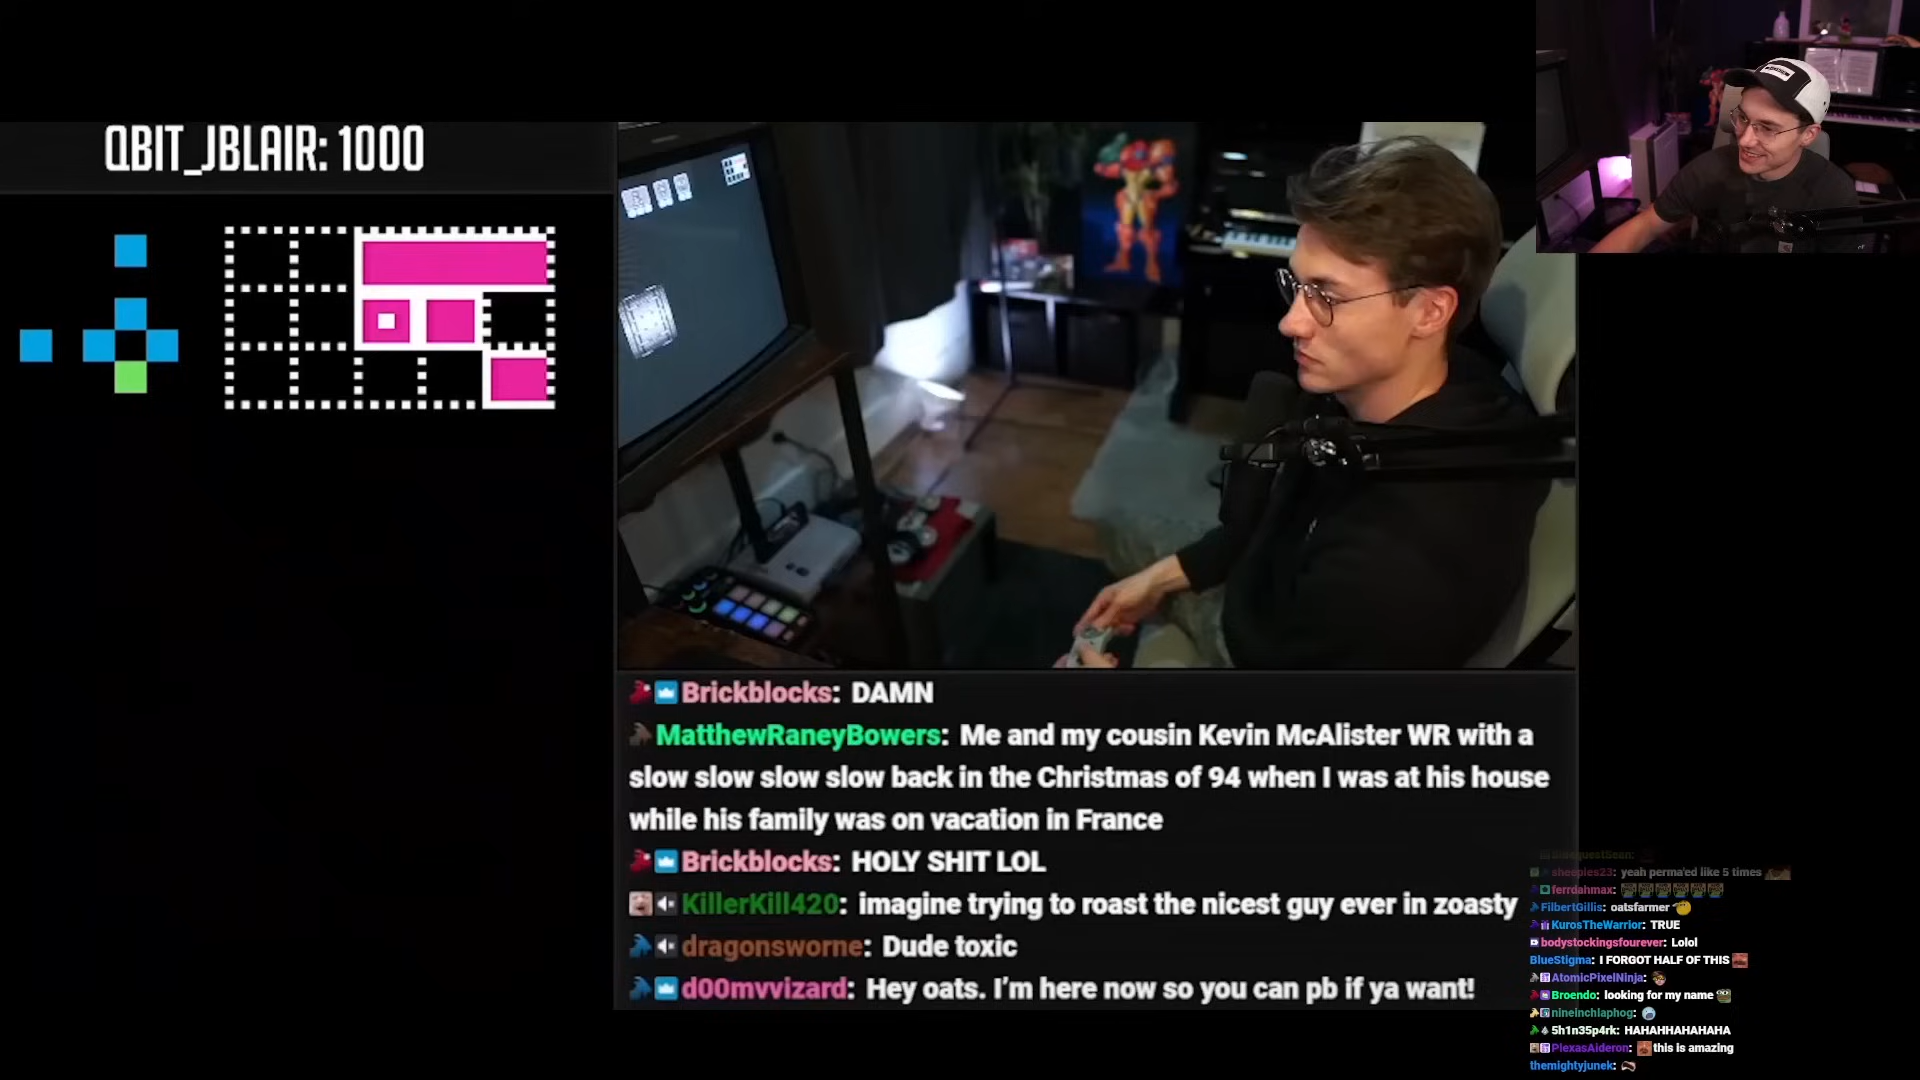 QBIT_JBLAIR: 1000
Brickblocks: DAMN
MatthewRaneyBowers: Me and my cousin Kevin McAlister WR with a
slow slow slow slow back in the Christmas of 94 when I was at his house
while his family was on vacation in France
Brickblocks: HOLY SHIT LOL
KillerKill420: imagine trying to roast the nicest guy ever in zoasty
dragonsworne: Dude toxic
d00mvvizard: Hey oats. I'm here now so you can pb if ya want!
sheeples23: yeah perma'ed like 5 times
ferrdahmax:
FilbertGillis: oatsfarmer
KurosTheWarrior: TRUE
bodystockingsfourever: Lolol
BlueStigma: I FORGOT HALF OF THIS
AtomicPixelNinja:
Broendo: looking for my name
nineinchlaphog:
5h1n35p4rk: HAHAHHAHAHAHA
PlexasAideron: this is amazing
themightyjunek: